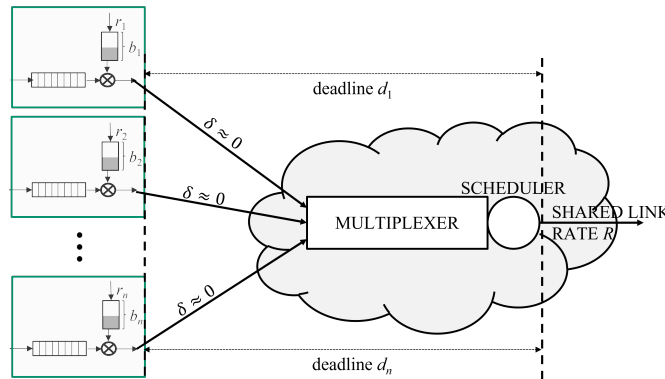 r₁
b₁
deadline d₁
δ ≈ 0
r₂
b₂
δ ≈ 0
SCHEDULER
MULTIPLEXER
SHARED LINK
RATE R
rₙ
bₙ
δ ≈ 0
deadline dₙ